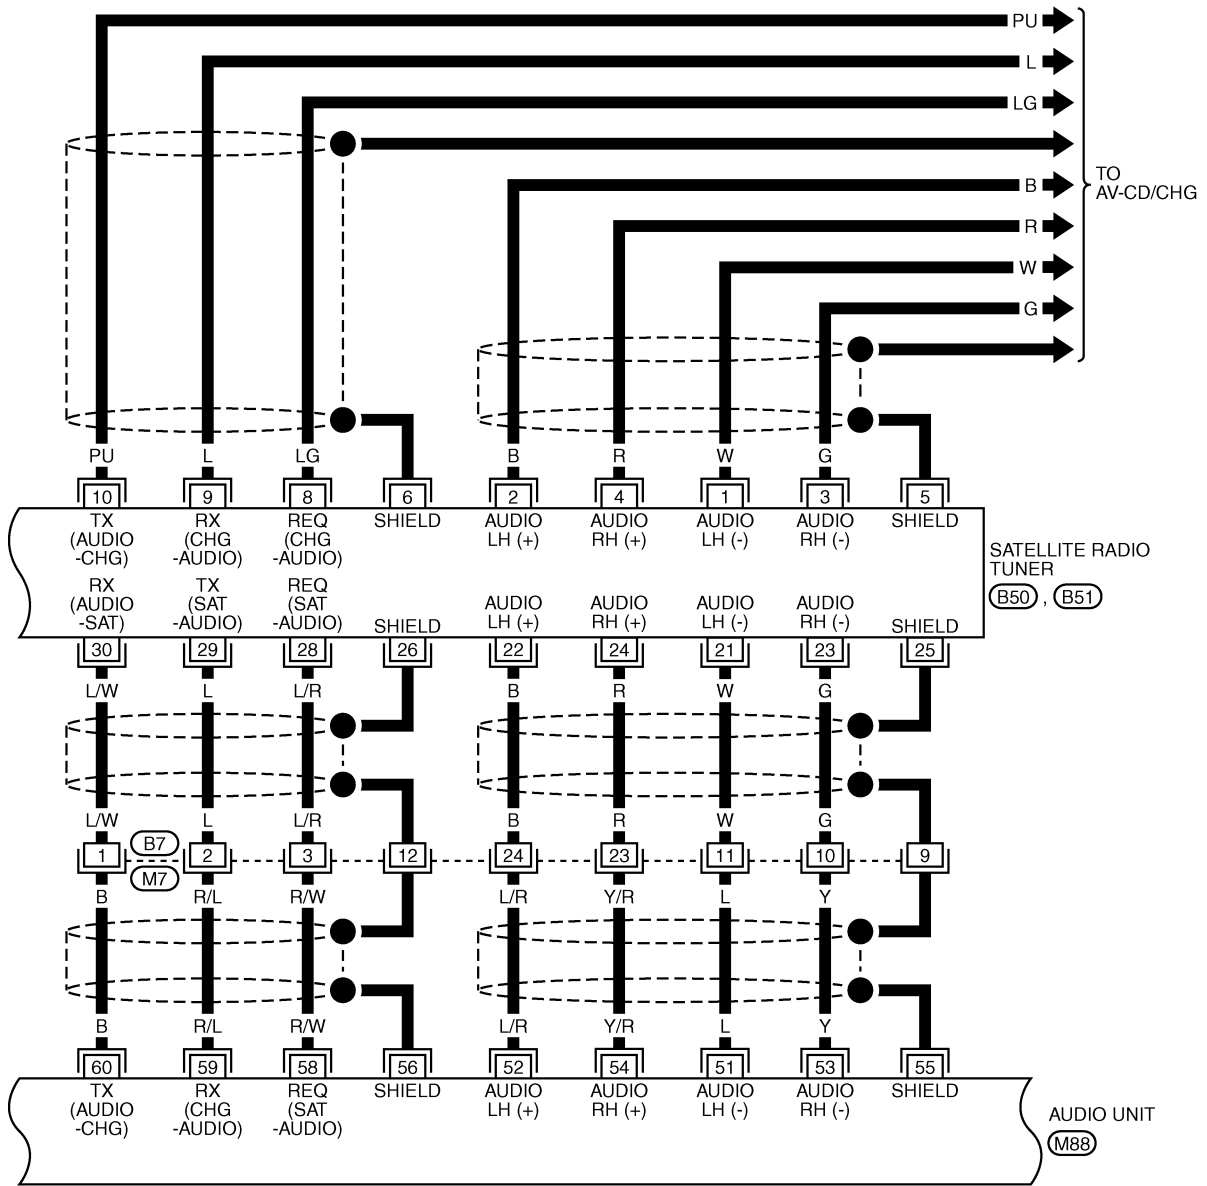 PU
L
LG
B
R
W
G
TO
AV-CD/CHG
PU L LG B R W G
10 9 8 6 2 4 1 3 5
TX RX REQ SHIELD AUDIO AUDIO AUDIO AUDIO SHIELD
(AUDIO (CHG (CHG LH (+) RH (+) LH (-) RH (-)
-CHG) -AUDIO) -AUDIO)
SATELLITE RADIO
TUNER
B50 , B51
RX TX REQ
(AUDIO (SAT (SAT AUDIO AUDIO AUDIO AUDIO
-SAT) -AUDIO) -AUDIO) SHIELD LH (+) RH (+) LH (-) RH (-) SHIELD
30 29 28 26 22 24 21 23 25
L/W L L/R B R W G
L/W L L/R B R W G
B7
1 2 3 12 24 23 11 10 9
M7
B R/L R/W L/R Y/R L Y
B R/L R/W L/R Y/R L Y
60 59 58 56 52 54 51 53 55
TX RX REQ SHIELD AUDIO AUDIO AUDIO AUDIO SHIELD
(AUDIO (CHG (SAT LH (+) RH (+) LH (-) RH (-)
-CHG) -AUDIO) -AUDIO)
AUDIO UNIT
M88